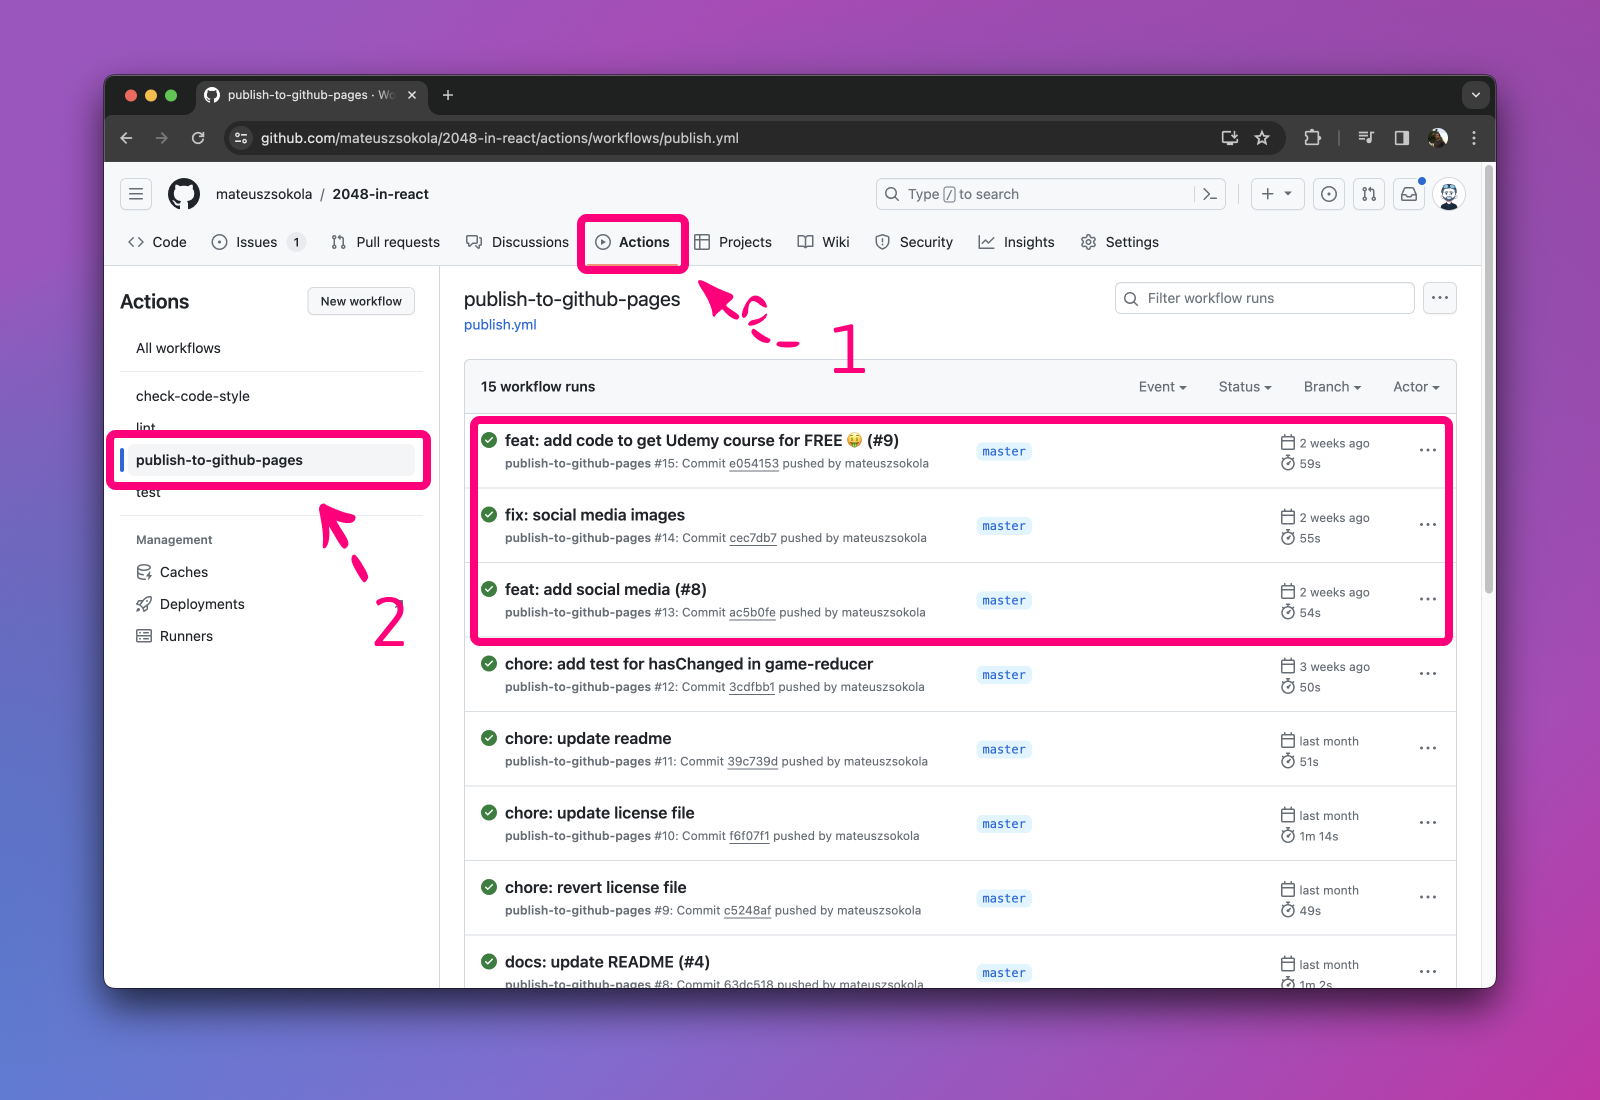 publish-to-github-pages · Wo
github.com/mateuszsokola/2048-in-react/actions/workflows/publish.yml
mateuszsokola / 2048-in-react
Type / to search
Code
Issues 1
Pull requests
Discussions
Actions
Projects
Wiki
Security
Insights
Settings
Actions
New workflow
All workflows
check-code-style
lint
publish-to-github-pages
test
Management
Caches
Deployments
Runners
1
2
publish-to-github-pages
publish.yml
Filter workflow runs
15 workflow runs
Event
Status
Branch
Actor
feat: add code to get Udemy course for FREE 🤑 (#9)
publish-to-github-pages #15: Commit e054153 pushed by mateuszsokola
master
2 weeks ago
59s
fix: social media images
publish-to-github-pages #14: Commit cec7db7 pushed by mateuszsokola
master
2 weeks ago
55s
feat: add social media (#8)
publish-to-github-pages #13: Commit ac5b0fe pushed by mateuszsokola
master
2 weeks ago
54s
chore: add test for hasChanged in game-reducer
publish-to-github-pages #12: Commit 3cdfbb1 pushed by mateuszsokola
master
3 weeks ago
50s
chore: update readme
publish-to-github-pages #11: Commit 39c739d pushed by mateuszsokola
master
last month
51s
chore: update license file
publish-to-github-pages #10: Commit f6f07f1 pushed by mateuszsokola
master
last month
1m 14s
chore: revert license file
publish-to-github-pages #9: Commit c5248af pushed by mateuszsokola
master
last month
49s
docs: update README (#4)
publish-to-github-pages #8: Commit 63dc518 pushed by mateuszsokola
master
last month
1m 2s